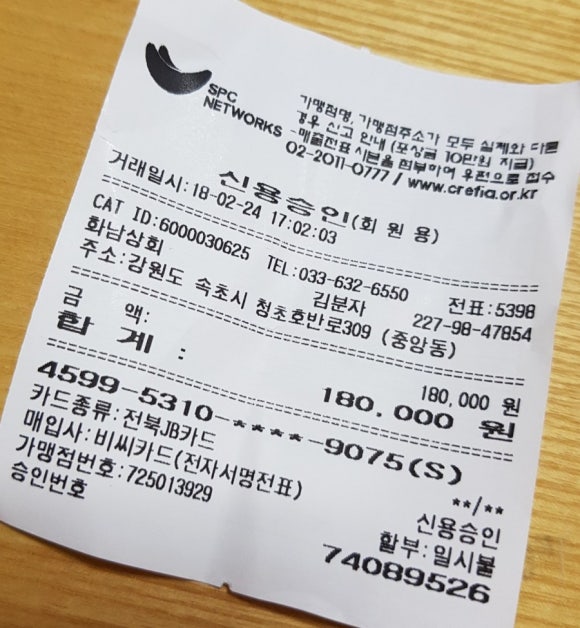 SPC
NETWORKS
가맹점명, 가맹점주소가 모두 실제와 다른
경우 신고 안내 (포상금 10만원 지급)
-매출전표 사본을 첨부하여 우편으로 접수
02-2011-0777 / www.crefia.or.kr
신용승인(회 원 용)
거래일시:18-02-24 17:02:03
CAT ID:6000030625 TEL:033-632-6550 전표:5398
화남상회 김분자 227-98-47854
주소:강원도 속초시 청초호반로309 (중앙동)
금 액: 180,000 원
합 계 : 180,000 원
4599-5310-****-9075(S)
카드종류:전북JB카드 **/**
매입사:비씨카드(전자서명전표) 신용승인
가맹점번호:725013929 할부:일시불
승인번호 74089526